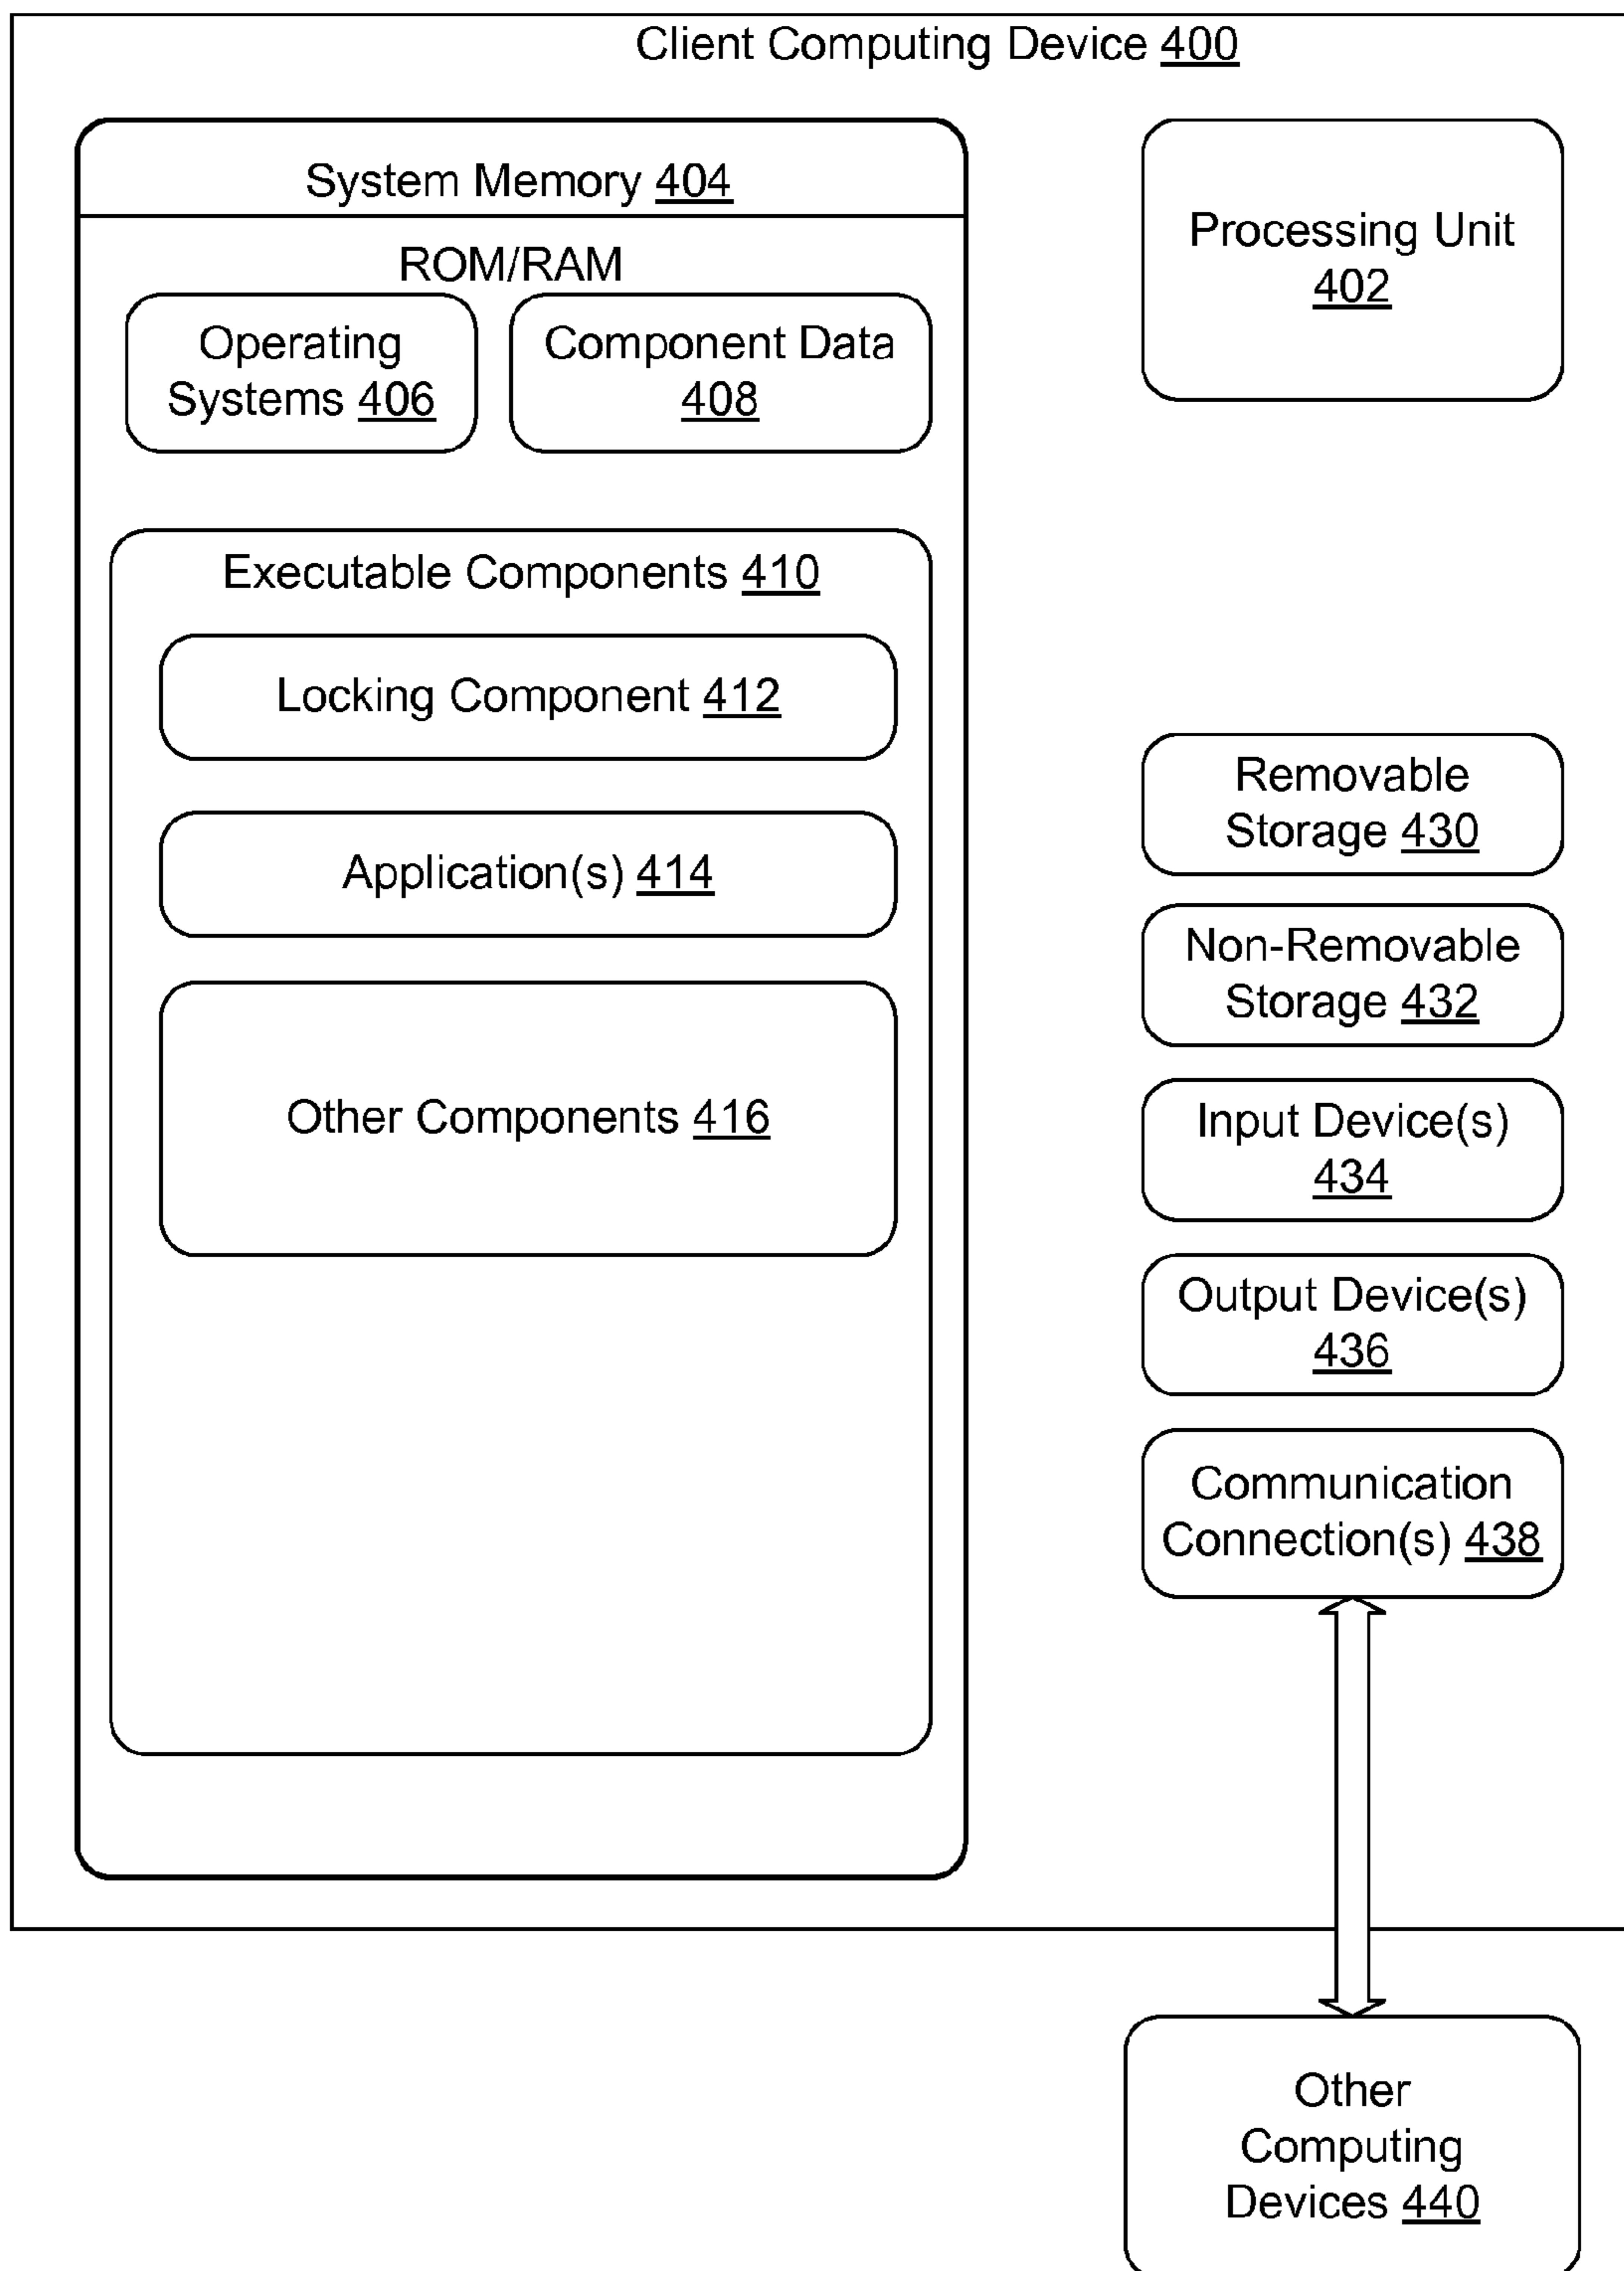 Client Computing Device 400
System Memory 404
ROM/RAM
Operating
Systems 406
Component Data
408
Executable Components 410
Locking Component 412
Application(s) 414
Other Components 416
Processing Unit
402
Removable
Storage 430
Non-Removable
Storage 432
Input Device(s)
434
Output Device(s)
436
Communication
Connection(s) 438
Other
Computing
Devices 440